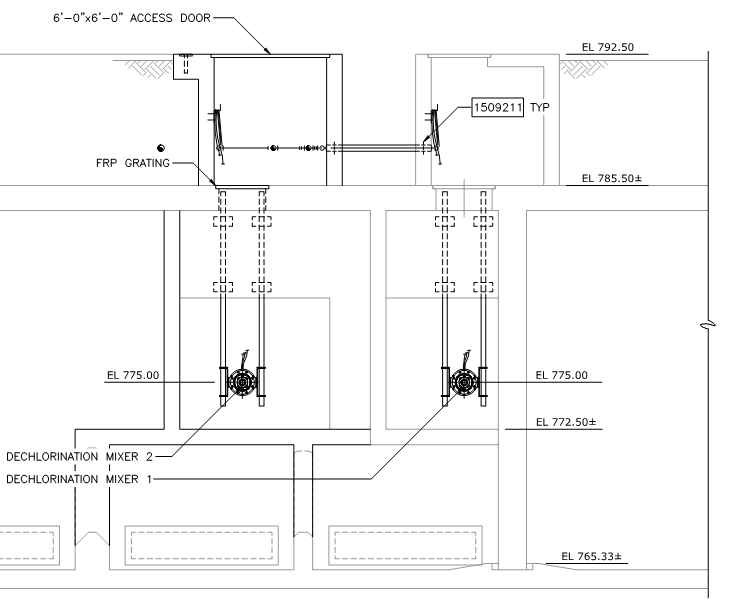 6'-0"x6'-0" ACCESS DOOR
EL 792.50
1509211 TYP
FRP GRATING
EL 785.50±
EL 775.00
EL 775.00
EL 772.50±
DECHLORINATION MIXER 2
DECHLORINATION MIXER 1
EL 765.33±